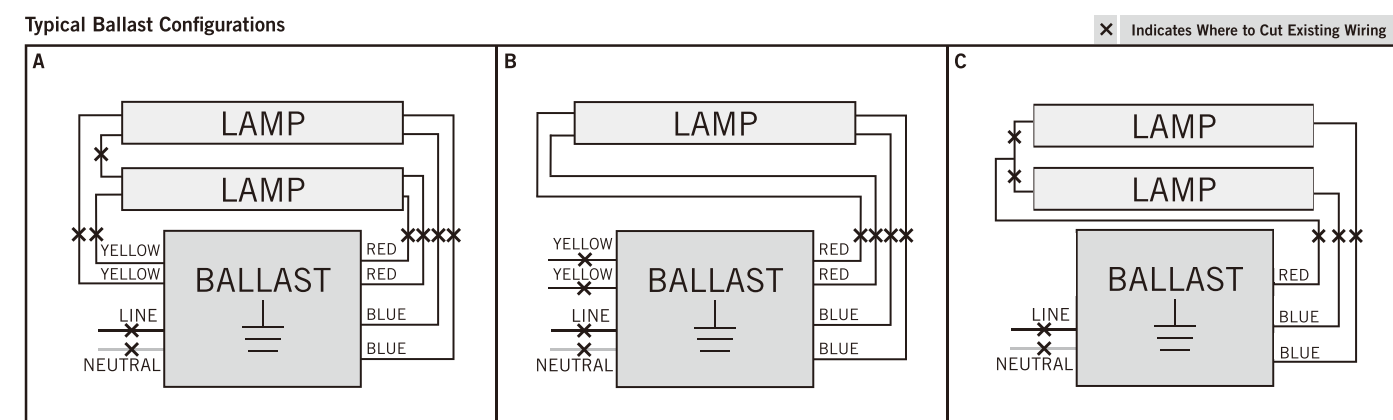 Typical Ballast Configurations
× Indicates Where to Cut Existing Wiring
A
LAMP
LAMP
YELLOW
YELLOW
LINE
NEUTRAL
BALLAST
RED
RED
BLUE
BLUE
B
LAMP
YELLOW
YELLOW
LINE
NEUTRAL
BALLAST
RED
RED
BLUE
BLUE
C
LAMP
LAMP
LINE
NEUTRAL
BALLAST
RED
BLUE
BLUE